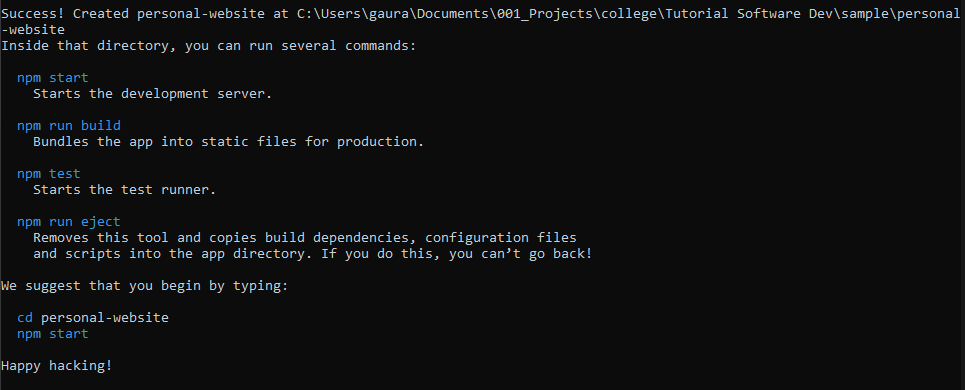 Success! Created personal-website at C:\Users\gaura\Documents\001_Projects\college\Tutorial Software Dev\sample\personal
-website
Inside that directory, you can run several commands:
npm start
Starts the development server.
npm run build
Bundles the app into static files for production.
npm test
Starts the test runner.
npm run eject
Removes this tool and copies build dependencies, configuration files
and scripts into the app directory. If you do this, you can’t go back!
We suggest that you begin by typing:
cd personal-website
npm start
Happy hacking!